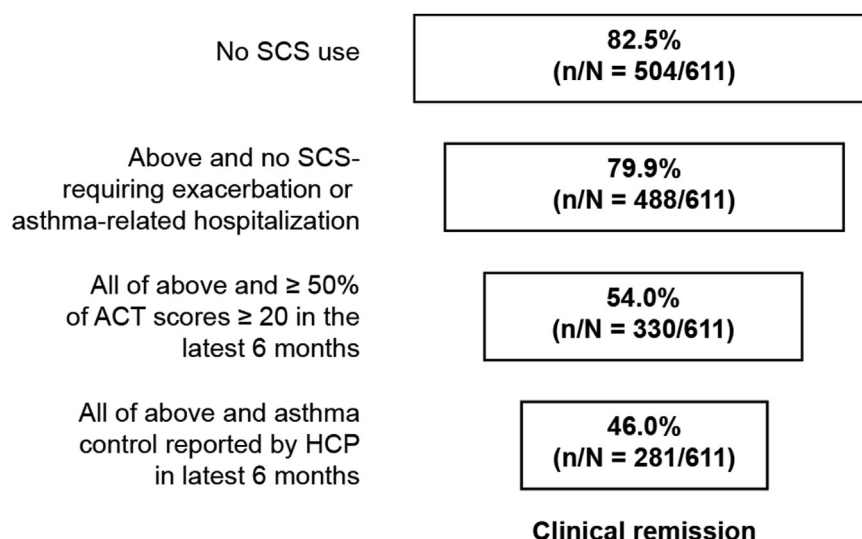 No SCS use
82.5%
(n/N = 504/611)
Above and no SCS-
requiring exacerbation or
asthma-related hospitalization
79.9%
(n/N = 488/611)
All of above and ≥ 50%
of ACT scores ≥ 20 in the
latest 6 months
54.0%
(n/N = 330/611)
All of above and asthma
control reported by HCP
in latest 6 months
46.0%
(n/N = 281/611)
Clinical remission